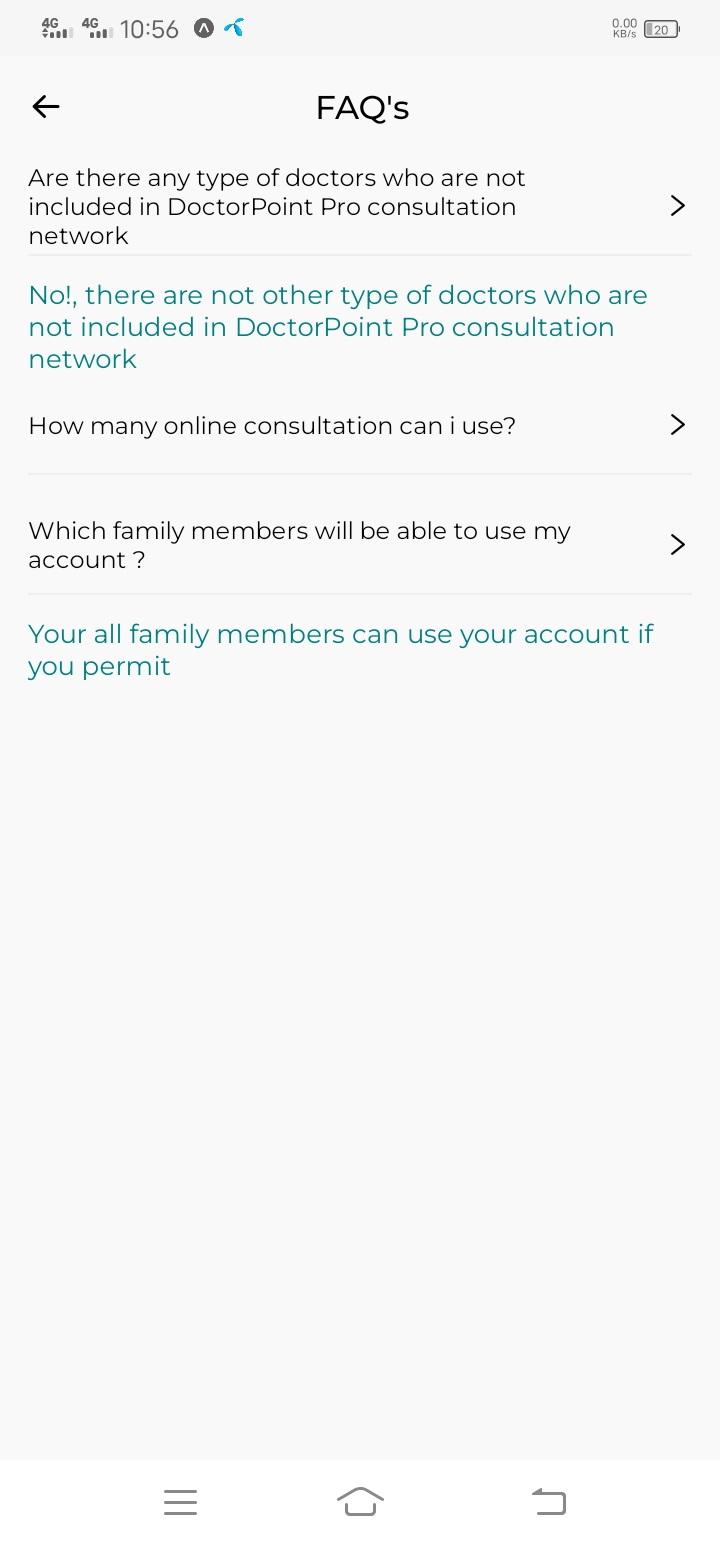 4G 4G 10:56 0.00 KB/s 20
FAQ's
Are there any type of doctors who are not
included in DoctorPoint Pro consultation
network
No!, there are not other type of doctors who are
not included in DoctorPoint Pro consultation
network
How many online consultation can i use?
Which family members will be able to use my
account ?
Your all family members can use your account if
you permit